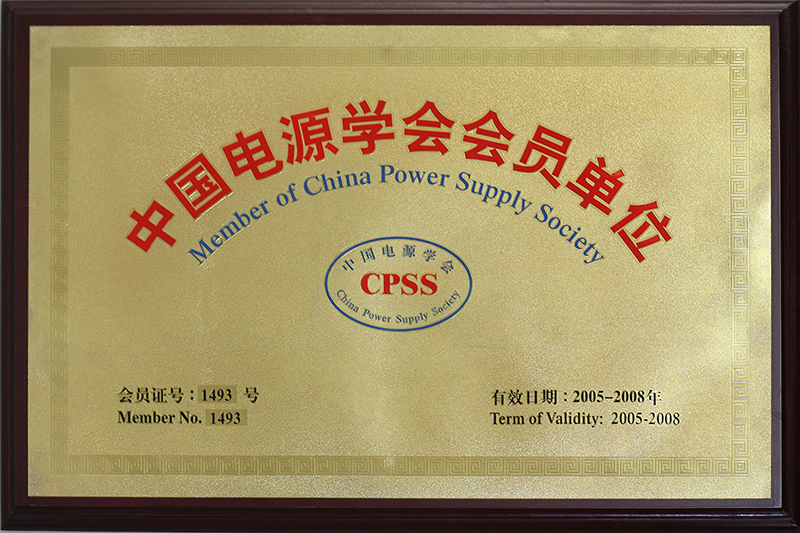 中国电源学会会员单位
Member of China Power Supply Society
中国电源学会
CPSS
China Power Supply Society
会员证号：1493 号
Member No. 1493
有效日期：2005-2008年
Term of Validity: 2005-2008